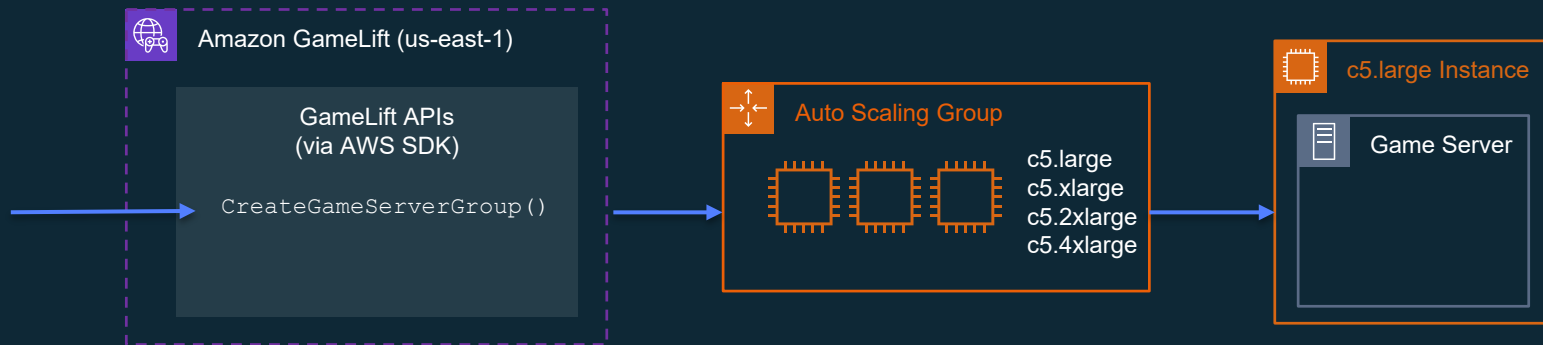 Amazon GameLift (us-east-1)
GameLift APIs
(via AWS SDK)
CreateGameServerGroup()
Auto Scaling Group
c5.large
c5.xlarge
c5.2xlarge
c5.4xlarge
c5.large Instance
Game Server